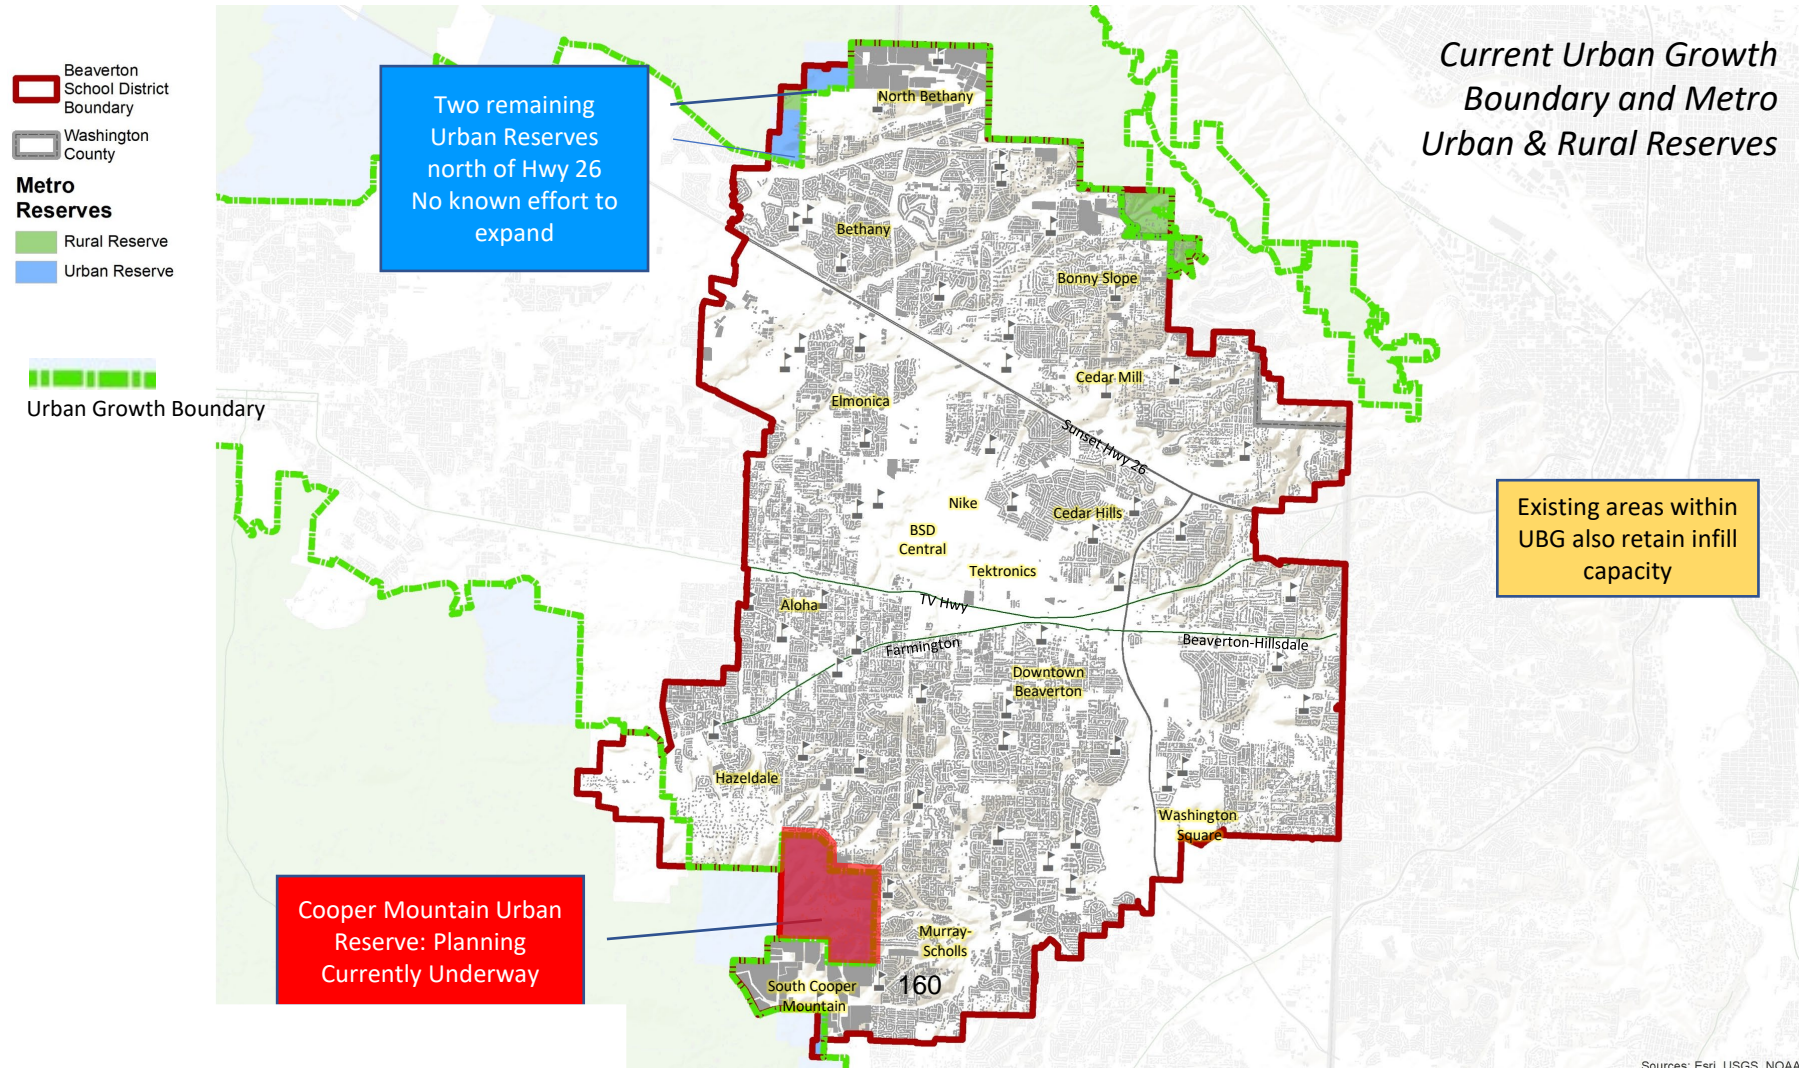 Current Urban Growth
Boundary and Metro
Urban & Rural Reserves
Beaverton
School District
Boundary
Washington
County
Metro
Reserves
Rural Reserve
Urban Reserve
Urban Growth Boundary
Two remaining
Urban Reserves
north of Hwy 26
No known effort to
expand
North Bethany
Bethany
Bonny Slope
Cedar Mill
Elmonica
Sunset Hwy 26
Nike
Cedar Hills
BSD
Central
Existing areas within
UBG also retain infill
capacity
Tektronics
Aloha
TV Hwy
Farmington
Beaverton-Hillsdale
Downtown
Beaverton
Hazeldale
Washington
Square
Cooper Mountain Urban
Reserve: Planning
Currently Underway
Murray-
Scholls
160
South Cooper
Mountain
Sources: Esri, USGS, NOAA